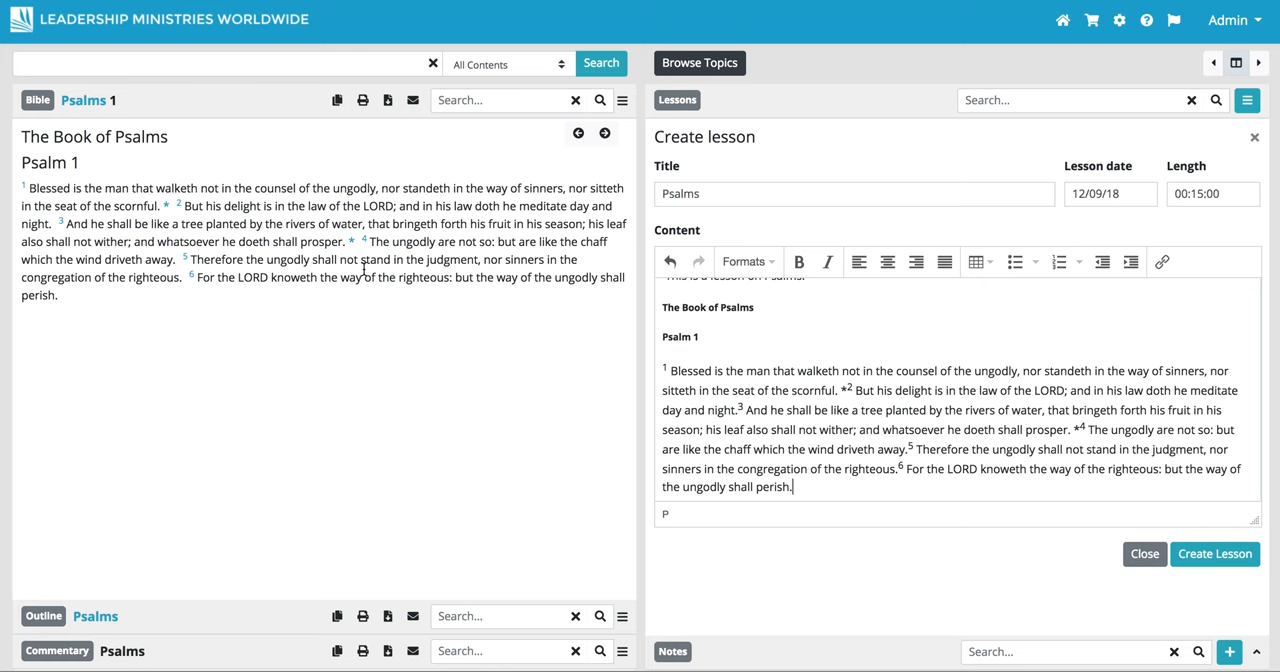 LEADERSHIP MINISTRIES WORLDWIDE
Admin
All Contents
Search
Browse Topics
Bible
Psalms 1
Search...
Lessons
Search...
The Book of Psalms
Psalm 1
1 Blessed is the man that walketh not in the counsel of the ungodly, nor standeth in the way of sinners, nor sitteth
in the seat of the scornful. * 2 But his delight is in the law of the LORD; and in his law doth he meditate day and
night. 3 And he shall be like a tree planted by the rivers of water, that bringeth forth his fruit in his season; his leaf
also shall not wither; and whatsoever he doeth shall prosper. * 4 The ungodly are not so: but are like the chaff
which the wind driveth away. 5 Therefore the ungodly shall not stand in the judgment, nor sinners in the
congregation of the righteous. 6 For the LORD knoweth the way of the righteous: but the way of the ungodly shall
perish.
Create lesson
Title
Lesson date
Length
Psalms
12/09/18
00:15:00
Content
Formats
This is a lesson on Psalms.
The Book of Psalms
Psalm 1
1 Blessed is the man that walketh not in the counsel of the ungodly, nor standeth in the way of sinners, nor
sitteth in the seat of the scornful. *2 But his delight is in the law of the LORD; and in his law doth he meditate
day and night.3 And he shall be like a tree planted by the rivers of water, that bringeth forth his fruit in his
season; his leaf also shall not wither; and whatsoever he doeth shall prosper. *4 The ungodly are not so: but
are like the chaff which the wind driveth away.5 Therefore the ungodly shall not stand in the judgment, nor
sinners in the congregation of the righteous.6 For the LORD knoweth the way of the righteous: but the way of
the ungodly shall perish.
P
Close
Create Lesson
Outline
Psalms
Search...
Commentary
Psalms
Search...
Notes
Search...